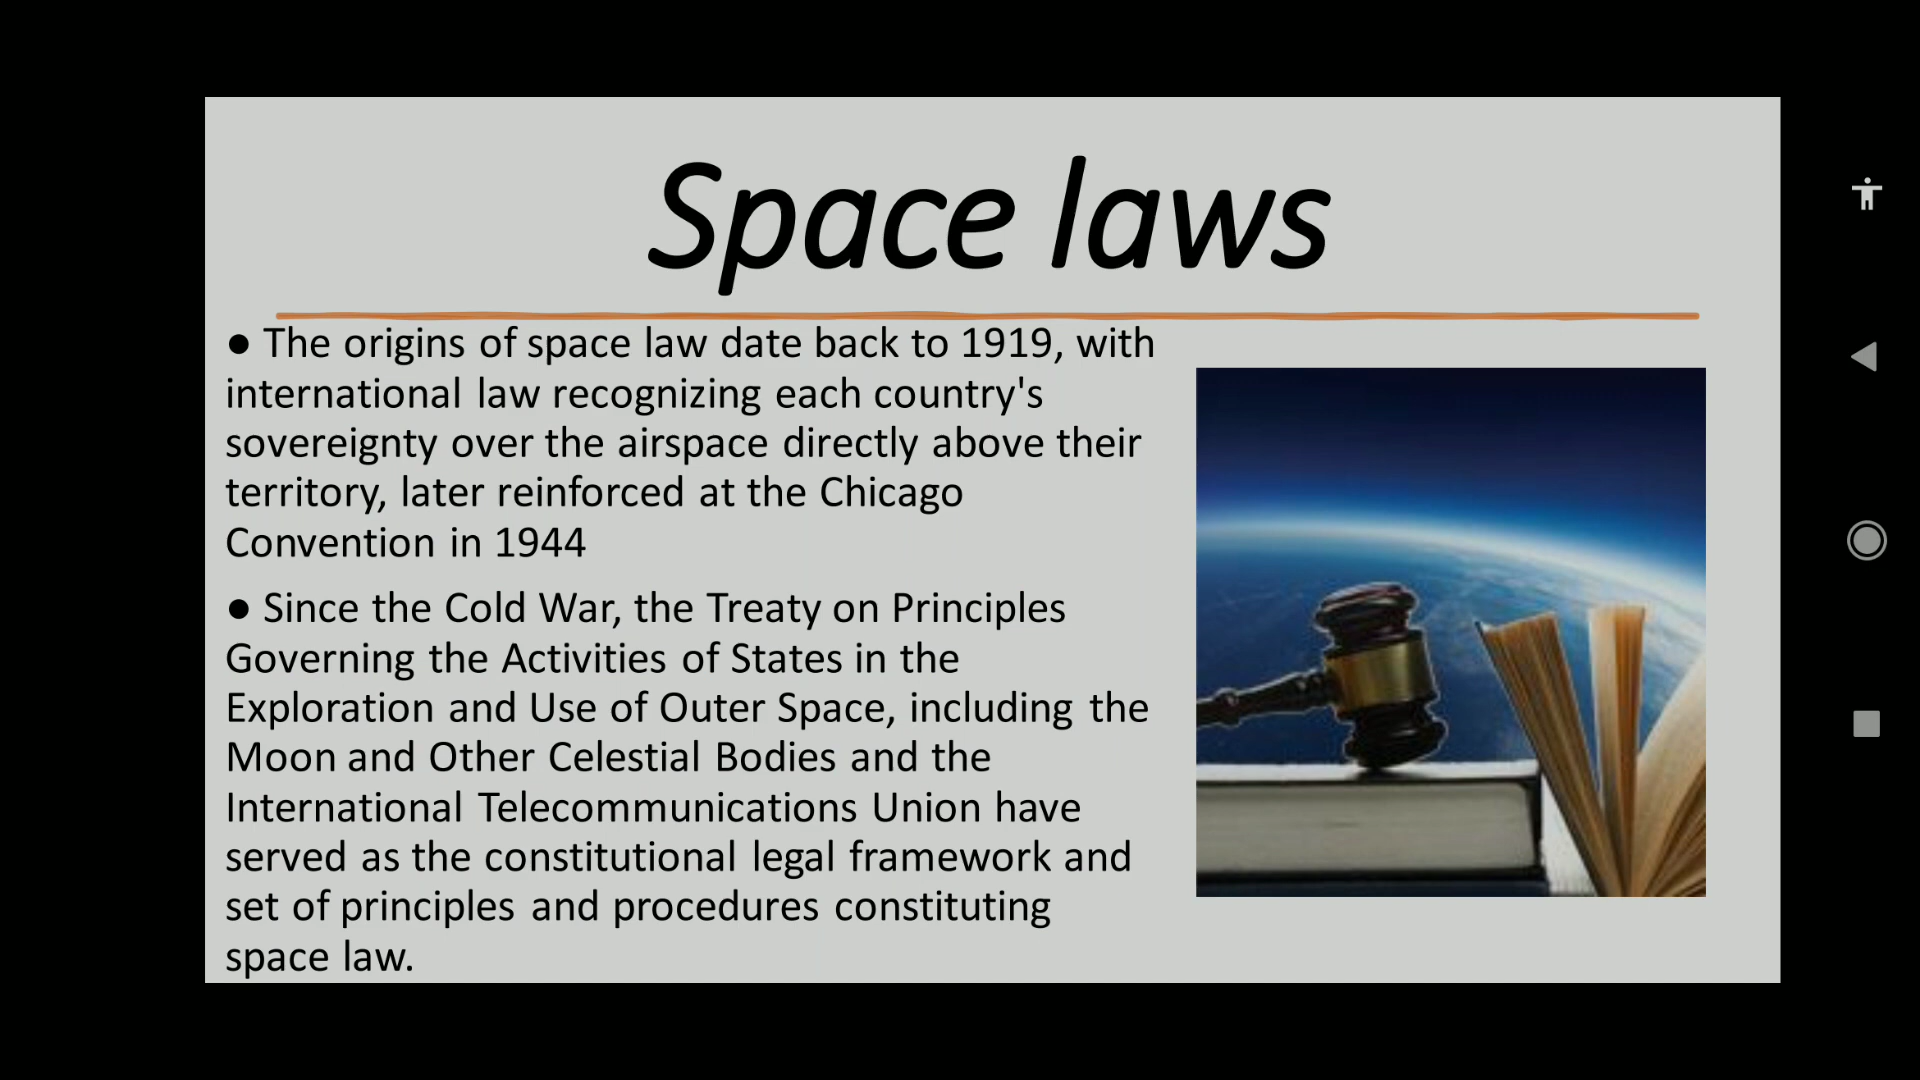 Space laws
● The origins of space law date back to 1919, with
international law recognizing each country's
sovereignty over the airspace directly above their
territory, later reinforced at the Chicago
Convention in 1944
● Since the Cold War, the Treaty on Principles
Governing the Activities of States in the
Exploration and Use of Outer Space, including the
Moon and Other Celestial Bodies and the
International Telecommunications Union have
served as the constitutional legal framework and
set of principles and procedures constituting
space law.